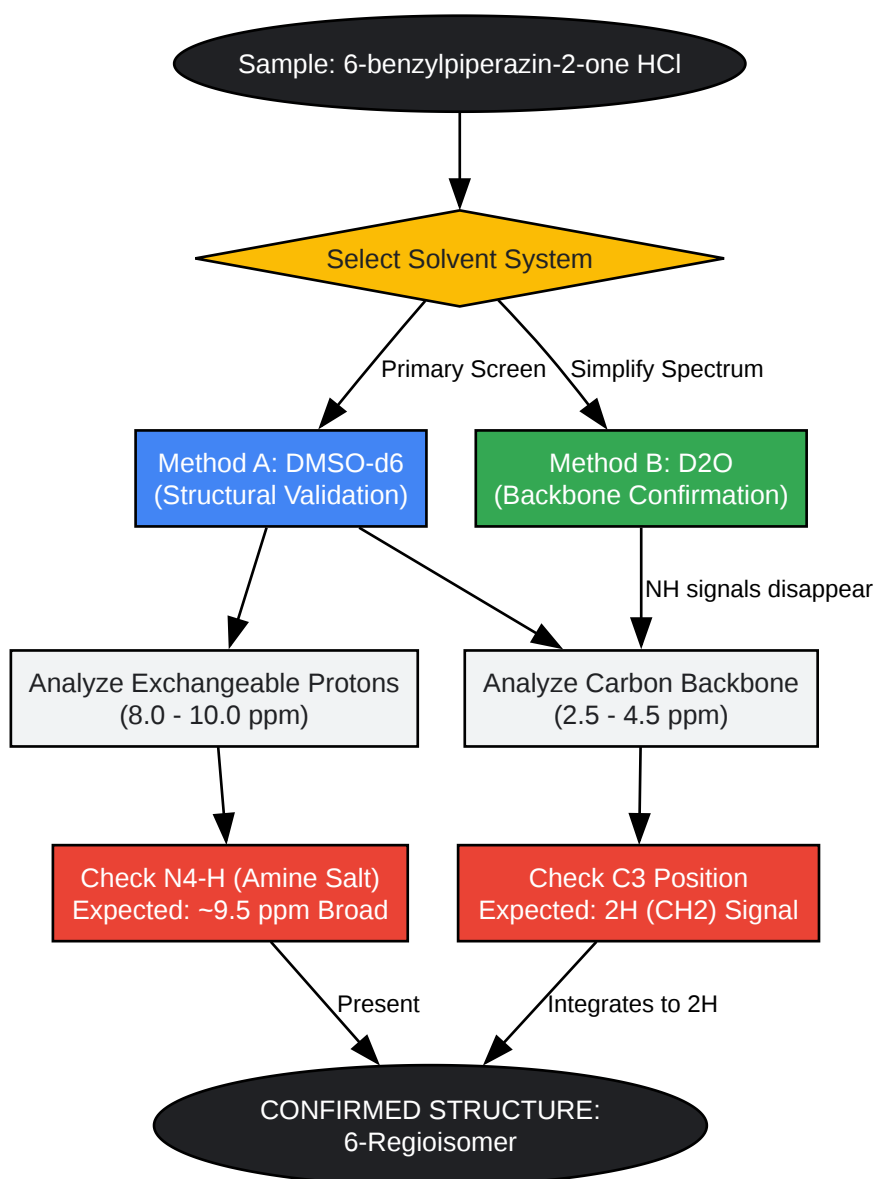 Sample: 6-benzylpiperazin-2-one HCl
Select Solvent System
Primary Screen
Simplify Spectrum
Method A: DMSO-d6
(Structural Validation)
Method B: D2O
(Backbone Confirmation)
NH signals disappear
Analyze Exchangeable Protons
(8.0 - 10.0 ppm)
Analyze Carbon Backbone
(2.5 - 4.5 ppm)
Check N4-H (Amine Salt)
Expected: ~9.5 ppm Broad
Check C3 Position
Expected: 2H (CH2) Signal
Present
Integrates to 2H
CONFIRMED STRUCTURE:
6-Regioisomer